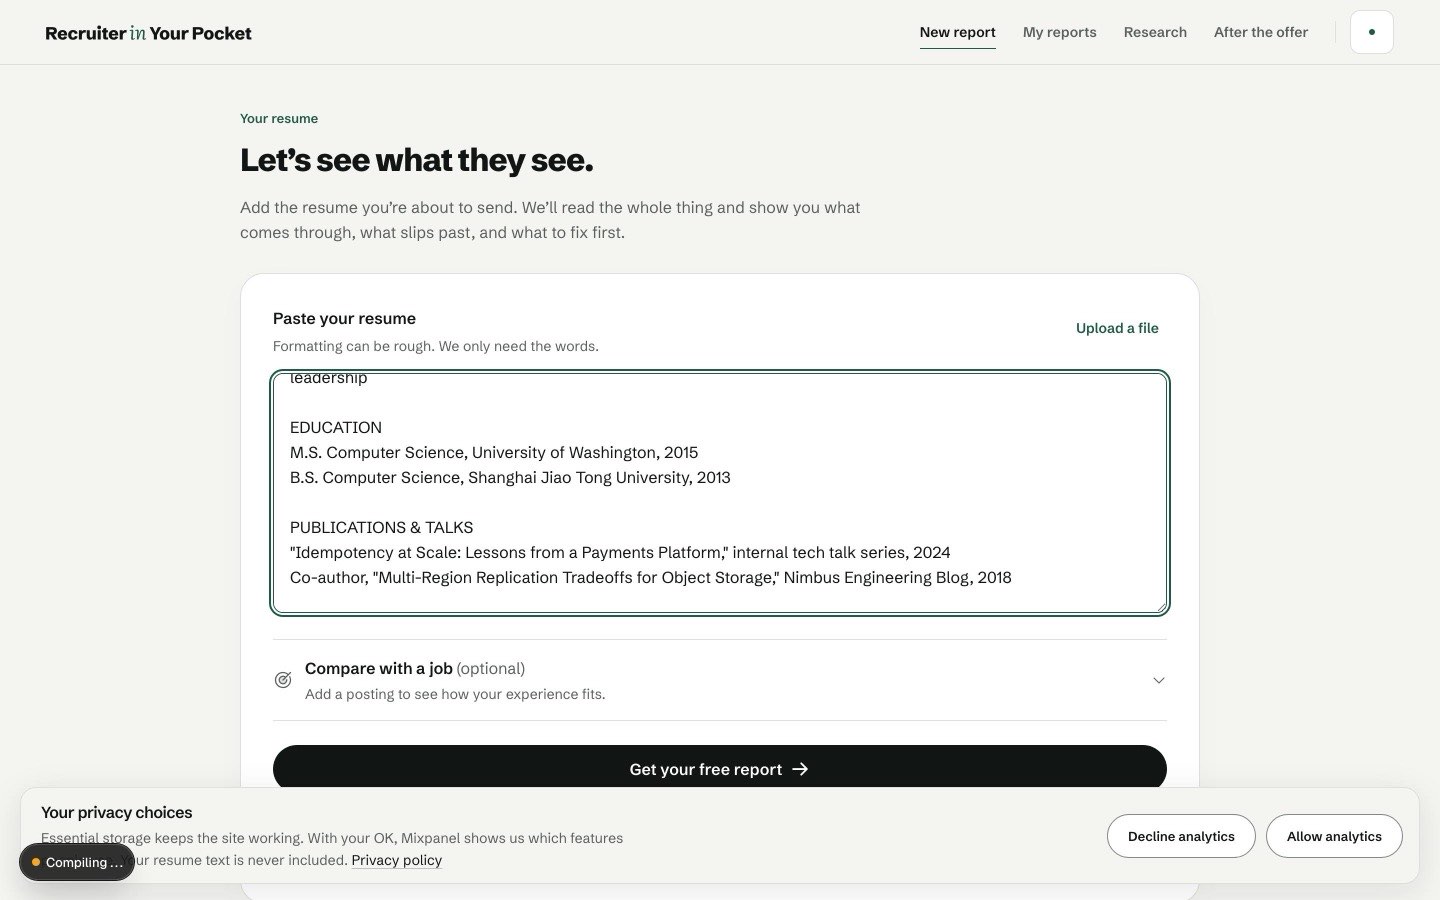 Recruiter in Your Pocket
New report
My reports
Research
After the offer
Your resume
Let’s see what they see.
Add the resume you’re about to send. We’ll read the whole thing and show you what
comes through, what slips past, and what to fix first.
Paste your resume
Formatting can be rough. We only need the words.
Upload a file
leadership
EDUCATION
M.S. Computer Science, University of Washington, 2015
B.S. Computer Science, Shanghai Jiao Tong University, 2013
PUBLICATIONS & TALKS
"Idempotency at Scale: Lessons from a Payments Platform," internal tech talk series, 2024
Co-author, "Multi-Region Replication Tradeoffs for Object Storage," Nimbus Engineering Blog, 2018
Compare with a job (optional)
Add a posting to see how your experience fits.
Get your free report →
Your privacy choices
Essential storage keeps the site working. With your OK, Mixpanel shows us which features
resume text is never included. Privacy policy
Decline analytics
Allow analytics
Compiling ...